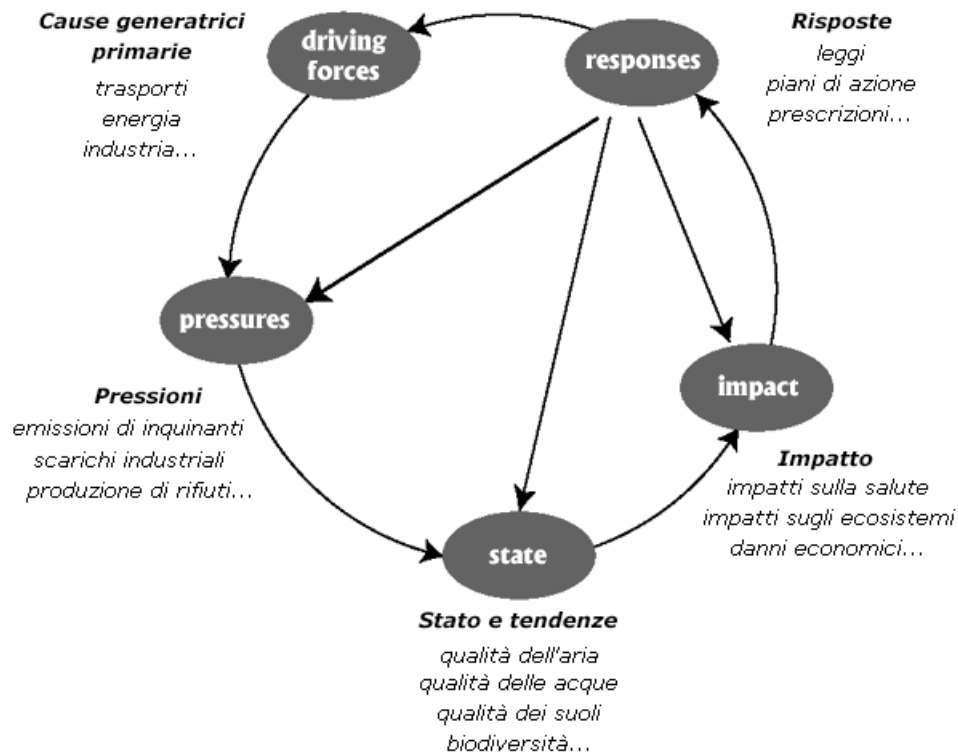 Cause generatrici
primarie
trasporti
energia
industria...
driving
forces
responses
Risposte
leggi
piani di azione
prescrizioni...
pressures
Pressioni
emissioni di inquinanti
scarichi industriali
produzione di rifiuti...
impact
Impatto
impatti sulla salute
impatti sugli ecosistemi
danni economici...
state
Stato e tendenze
qualità dell'aria
qualità delle acque
qualità dei suoli
biodiversità...